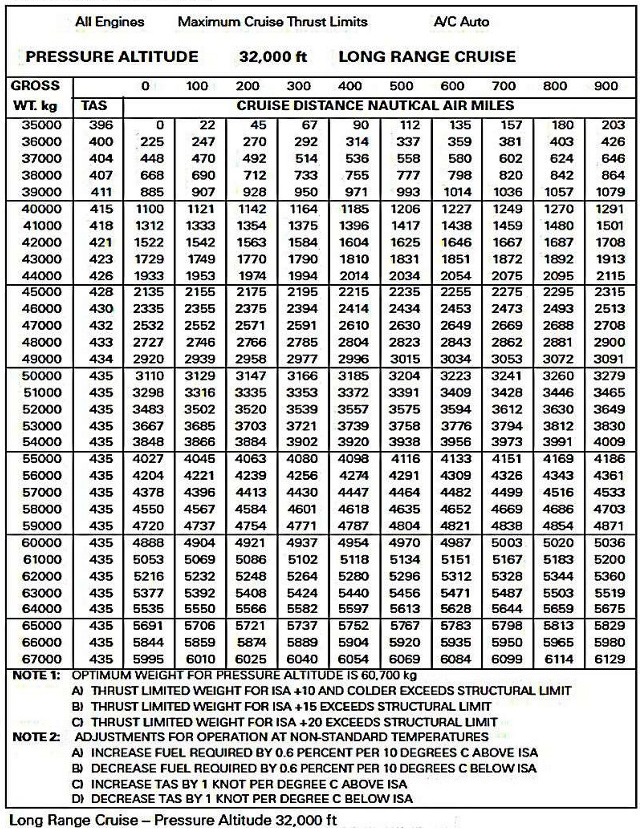 All Engines Maximum Cruise Thrust Limits A/C Auto
PRESSURE ALTITUDE 32,000 ft LONG RANGE CRUISE
GROSS 0 100 200 300 400 500 600 700 800 900
WT. kg TAS CRUISE DISTANCE NAUTICAL AIR MILES
35000 396 0 22 45 67 90 112 135 157 180 203
36000 400 225 247 270 292 314 337 359 381 403 426
37000 404 448 470 492 514 536 558 580 602 624 646
38000 407 668 690 712 733 755 777 798 820 842 864
39000 411 885 907 928 950 971 993 1014 1036 1057 1079
40000 415 1100 1121 1142 1164 1185 1206 1227 1249 1270 1291
41000 418 1312 1333 1354 1375 1396 1417 1438 1459 1480 1501
42000 421 1522 1542 1563 1584 1604 1625 1646 1667 1687 1708
43000 423 1729 1749 1770 1790 1810 1831 1851 1872 1892 1913
44000 426 1933 1953 1974 1994 2014 2034 2054 2075 2095 2115
45000 428 2135 2155 2175 2195 2215 2235 2255 2275 2295 2315
46000 430 2335 2355 2375 2394 2414 2434 2453 2473 2493 2513
47000 432 2532 2552 2571 2591 2610 2630 2649 2669 2688 2708
48000 433 2727 2746 2766 2785 2804 2823 2843 2862 2881 2900
49000 434 2920 2939 2958 2977 2996 3015 3034 3053 3072 3091
50000 435 3110 3129 3147 3166 3185 3204 3223 3241 3260 3279
51000 435 3298 3316 3335 3353 3372 3391 3409 3428 3446 3465
52000 435 3483 3502 3520 3539 3557 3575 3594 3612 3630 3649
53000 435 3667 3685 3703 3721 3739 3758 3776 3794 3812 3830
54000 435 3848 3866 3884 3902 3920 3938 3956 3973 3991 4009
55000 435 4027 4045 4063 4080 4098 4116 4133 4151 4169 4186
56000 435 4204 4221 4239 4256 4274 4291 4309 4326 4343 4361
57000 435 4378 4396 4413 4430 4447 4464 4482 4499 4516 4533
58000 435 4550 4567 4584 4601 4618 4635 4652 4669 4686 4703
59000 435 4720 4737 4754 4771 4787 4804 4821 4838 4854 4871
60000 435 4888 4904 4921 4937 4954 4970 4987 5003 5020 5036
61000 435 5053 5069 5086 5102 5118 5134 5151 5167 5183 5200
62000 435 5216 5232 5248 5264 5280 5296 5312 5328 5344 5360
63000 435 5377 5392 5408 5424 5440 5456 5471 5487 5503 5519
64000 435 5535 5550 5566 5582 5597 5613 5628 5644 5659 5675
65000 435 5691 5706 5721 5737 5752 5767 5783 5798 5813 5829
66000 435 5844 5859 5874 5889 5904 5920 5935 5950 5965 5980
67000 435 5995 6010 6025 6040 6054 6069 6084 6099 6114 6129
NOTE 1: OPTIMUM WEIGHT FOR PRESSURE ALTITUDE IS 60,700 kg
A) THRUST LIMITED WEIGHT FOR ISA +10 AND COLDER EXCEEDS STRUCTURAL LIMIT
B) THRUST LIMITED WEIGHT FOR ISA +15 EXCEEDS STRUCTURAL LIMIT
C) THRUST LIMITED WEIGHT FOR ISA +20 EXCEEDS STRUCTURAL LIMIT
NOTE 2: ADJUSTMENTS FOR OPERATION AT NON-STANDARD TEMPERATURES
A) INCREASE FUEL REQUIRED BY 0.6 PERCENT PER 10 DEGREES C ABOVE ISA
B) DECREASE FUEL REQUIRED BY 0.6 PERCENT PER 10 DEGREES C BELOW ISA
C) INCREASE TAS BY 1 KNOT PER DEGREE C ABOVE ISA
D) DECREASE TAS BY 1 KNOT PER DEGREE C BELOW ISA
Long Range Cruise – Pressure Altitude 32,000 ft